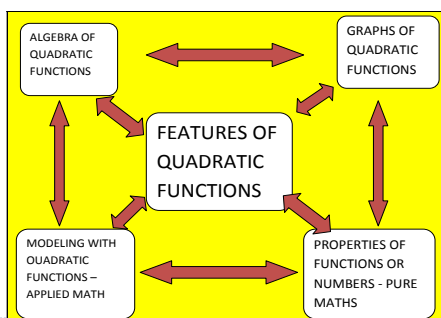 ALGEBRA OF
QUADRATIC
FUNCTIONS
GRAPHS OF
QUADRATIC
FUNCTIONS
FEATURES OF
QUADRATIC
FUNCTIONS
MODELING WITH
QUADRATIC
FUNCTIONS –
APPLIED MATH
PROPERTIES OF
FUNCTIONS OR
NUMBERS - PURE
MATHS